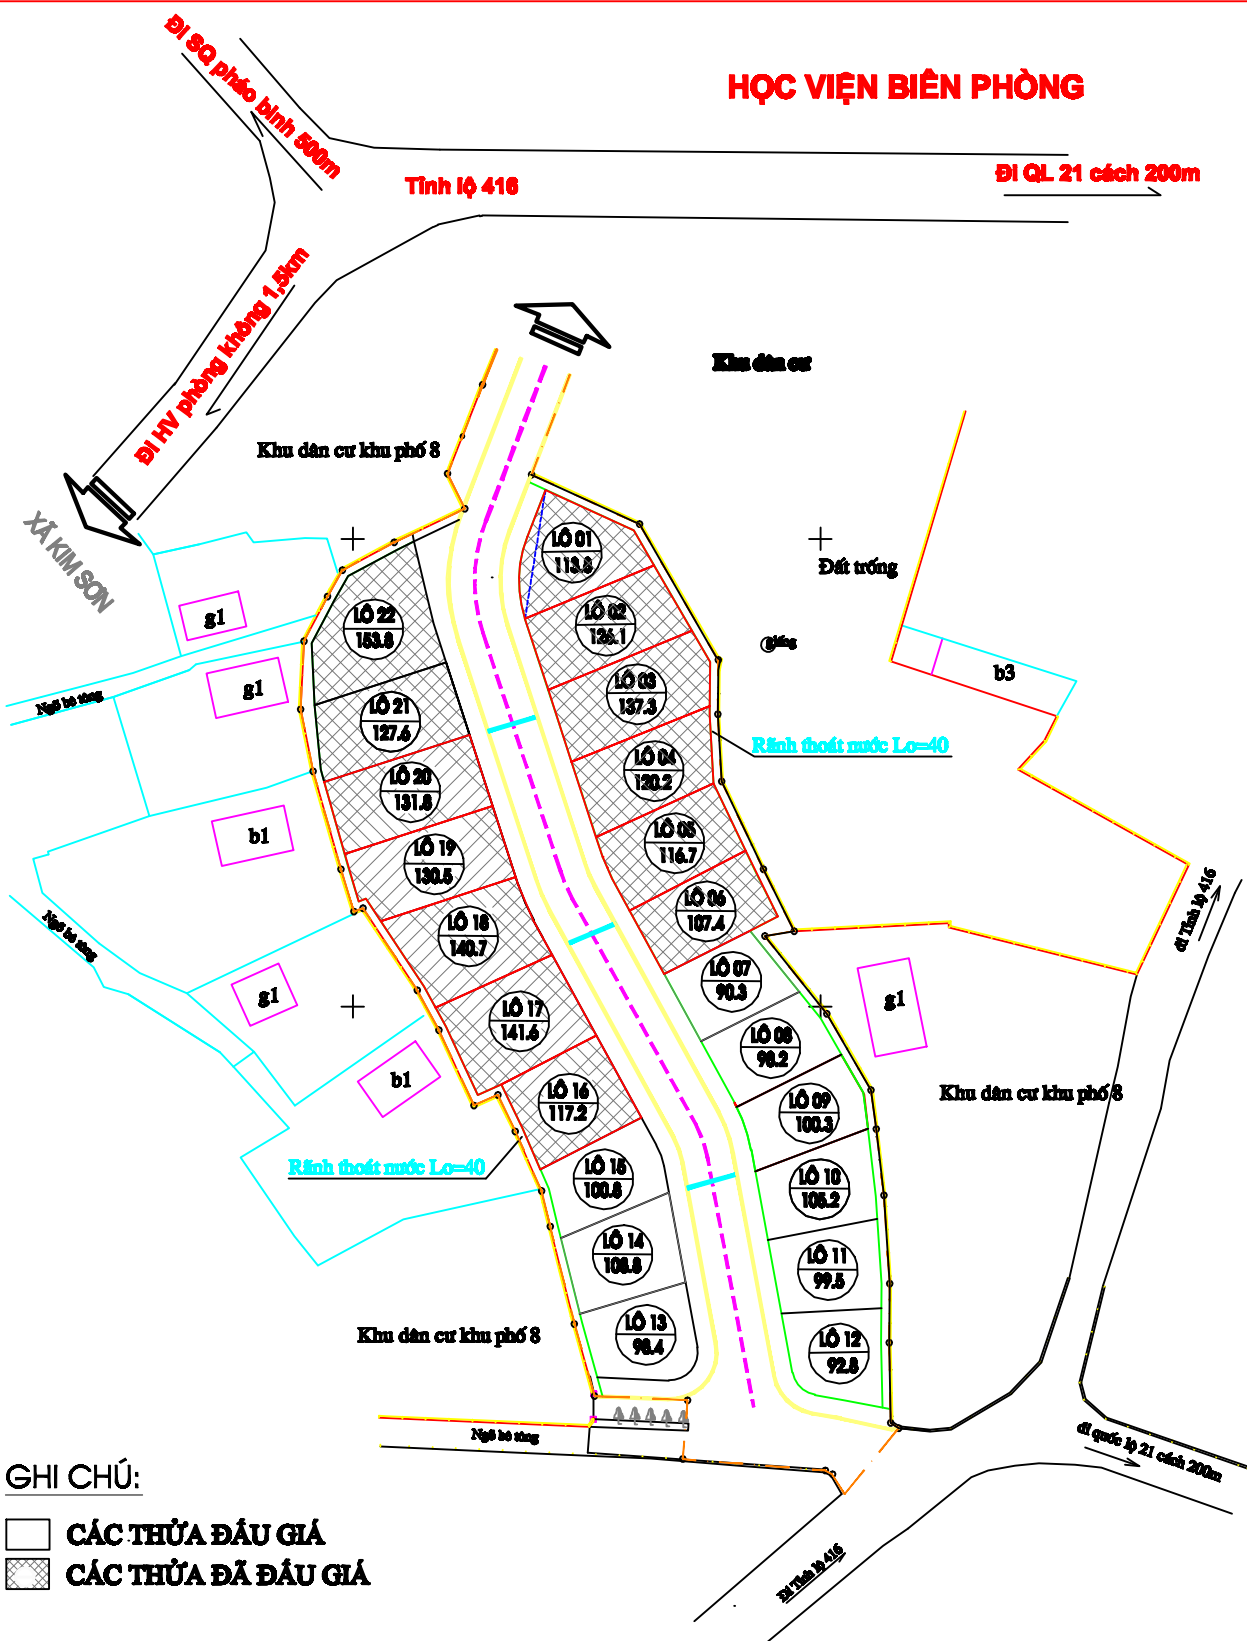 ĐI SQ pháo binh 500m
HỌC VIỆN BIÊN PHÒNG
Tỉnh lộ 416
ĐI QL 21 cách 200m
ĐI HV phòng không 1,5km
Khu dân cư
Khu dân cư khu phố 8
XÃ KIM SƠN
Đất trống
giếng
g1
g1
b3
Ngõ bê tông
Rãnh thoát nước Lo=40
b1
Ngõ bê tông
g1
b1
g1
đi Tỉnh lộ 416
Khu dân cư khu phố 8
Rãnh thoát nước Lo=40
Khu dân cư khu phố 8
LÔ 01
113.8
LÔ 02
126.1
LÔ 03
137.3
LÔ 04
120.2
LÔ 05
116.7
LÔ 06
107.4
LÔ 07
90.3
LÔ 08
98.2
LÔ 09
100.3
LÔ 10
105.2
LÔ 11
99.5
LÔ 12
92.8
LÔ 22
153.8
LÔ 21
127.6
LÔ 20
131.8
LÔ 19
130.5
LÔ 18
140.7
LÔ 17
141.6
LÔ 16
117.2
LÔ 15
100.8
LÔ 14
108.8
LÔ 13
98.4
Ngõ bê tông
đi quốc lộ 21 cách 200m
Đi Tỉnh lộ 416
GHI CHÚ:
CÁC THỬA ĐẤU GIÁ
CÁC THỬA ĐÃ ĐẤU GIÁ